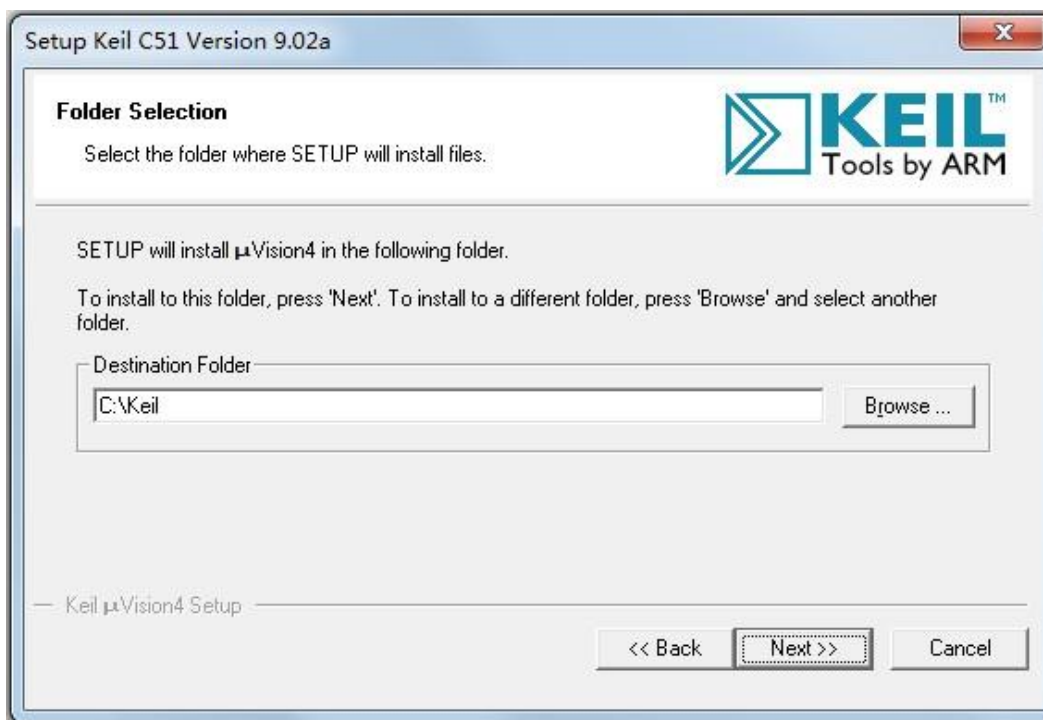 Setup Keil C51 Version 9.02a
Folder Selection
Select the folder where SETUP will install files.
KEIL™
Tools by ARM
SETUP will install µVision4 in the following folder.
To install to this folder, press 'Next'. To install to a different folder, press 'Browse' and select another
folder.
Destination Folder
C:\Keil
Browse ...
Keil µVision4 Setup
<< Back
Next >>
Cancel